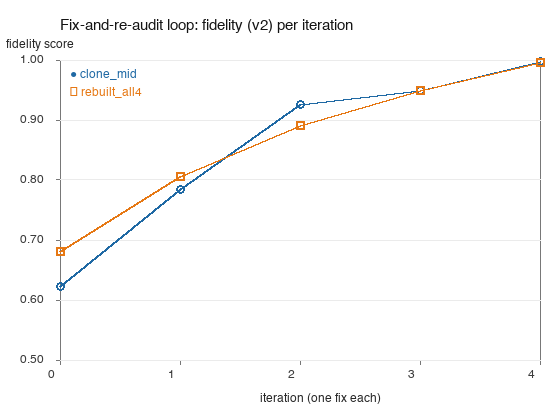 Fix-and-re-audit loop: fidelity (v2) per iteration
fidelity score
1.00
clone_mid
rebuilt_all4
0.90
0.80
0.70
0.60
0.50
0 1 2 3 4
iteration (one fix each)